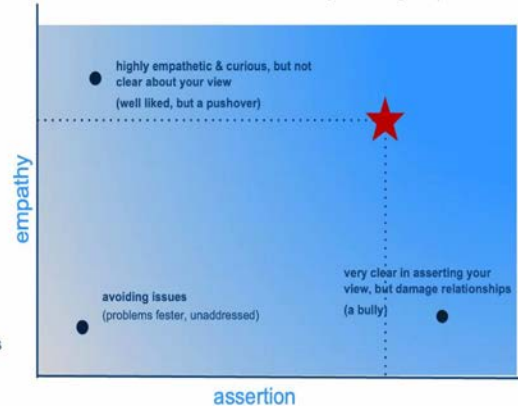 highly empathetic & curious, but not
clear about your view
(well liked, but a pushover)
empathy
very clear in asserting your
view, but damage relationships
(a bully)
avoiding issues
(problems fester, unaddressed)
assertion